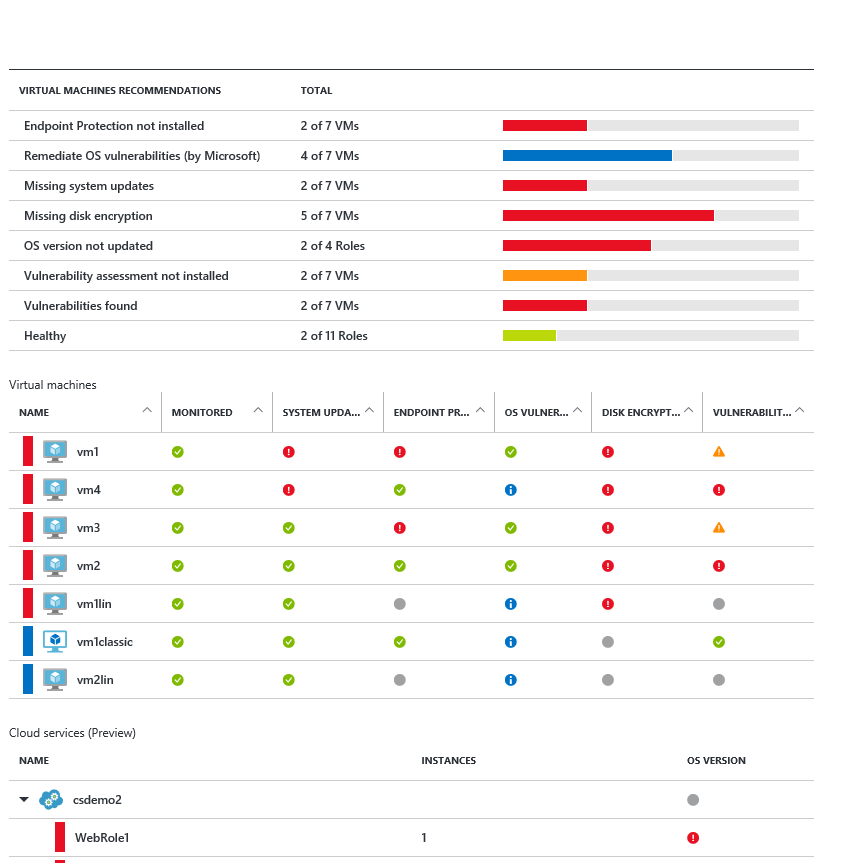 VIRTUAL MACHINES RECOMMENDATIONS TOTAL
Endpoint Protection not installed 2 of 7 VMs
Remediate OS vulnerabilities (by Microsoft) 4 of 7 VMs
Missing system updates 2 of 7 VMs
Missing disk encryption 5 of 7 VMs
OS version not updated 2 of 4 Roles
Vulnerability assessment not installed 2 of 7 VMs
Vulnerabilities found 2 of 7 VMs
Healthy 2 of 11 Roles
Virtual machines
NAME MONITORED SYSTEM UPDA... ENDPOINT PR... OS VULNER... DISK ENCRYPT... VULNERABILIT...
vm1
vm4
vm3
vm2
vm1lin
vm1classic
vm2lin
Cloud services (Preview)
NAME INSTANCES OS VERSION
csdemo2
WebRole1 1